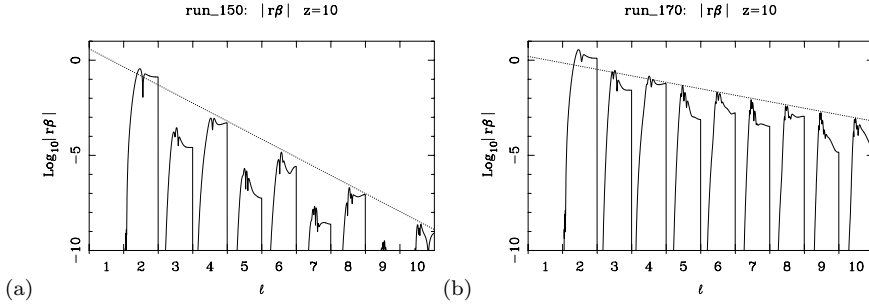 run_150: |rβ| z=10
Log₁₀|rβ|
0
−5
−10
1 2 3 4 5 6 7 8 9 10
ℓ
(a)
run_170: |rβ| z=10
Log₁₀|rβ|
0
−5
−10
1 2 3 4 5 6 7 8 9 10
ℓ
(b)